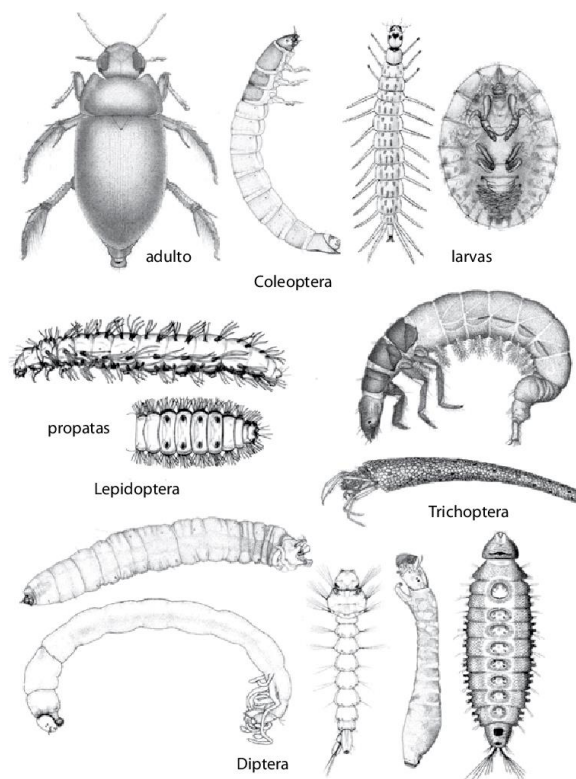 adulto
larvas
Coleoptera
propatas
Lepidoptera
Trichoptera
Diptera